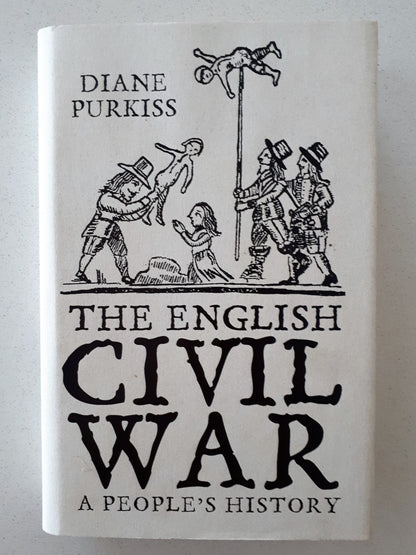 DIANE
PURKISS
THE ENGLISH
CIVIL
WAR
A PEOPLE'S HISTORY